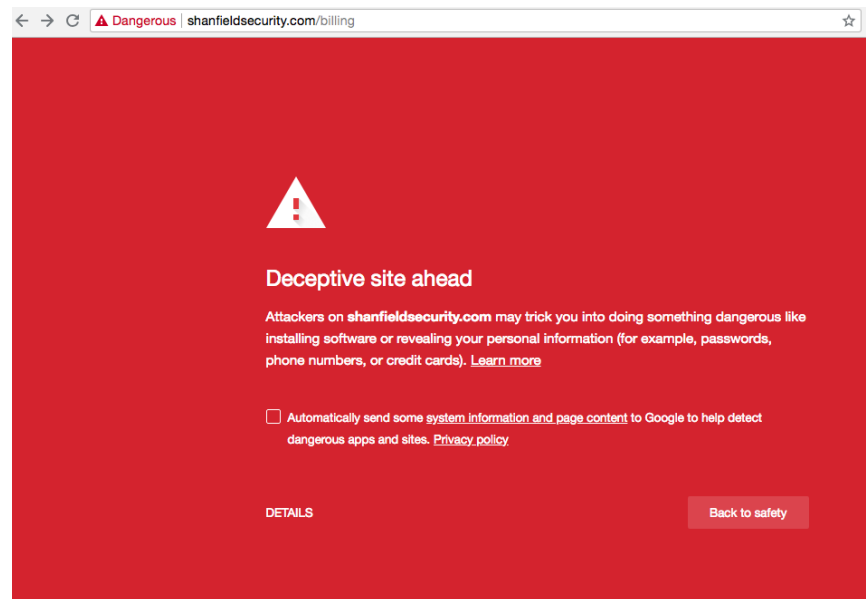 Dangerous | shanfieldsecurity.com/billing
!
Deceptive site ahead
Attackers on shanfieldsecurity.com may trick you into doing something dangerous like
installing software or revealing your personal information (for example, passwords,
phone numbers, or credit cards). Learn more
Automatically send some system information and page content to Google to help detect
dangerous apps and sites. Privacy policy
DETAILS
Back to safety